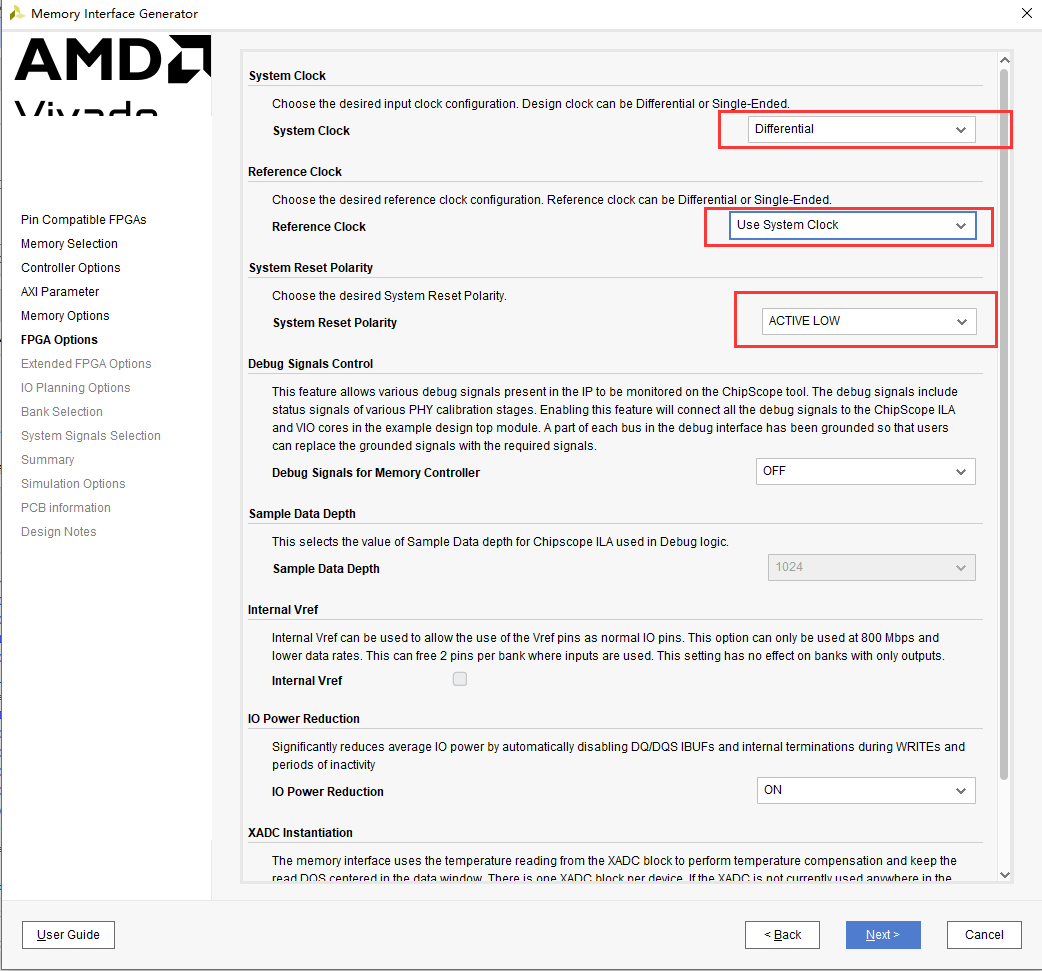 Memory Interface Generator
AMD
Vivado
Pin Compatible FPGAs
Memory Selection
Controller Options
AXI Parameter
Memory Options
FPGA Options
Extended FPGA Options
IO Planning Options
Bank Selection
System Signals Selection
Summary
Simulation Options
PCB information
Design Notes
System Clock
Choose the desired input clock configuration. Design clock can be Differential or Single-Ended.
System Clock
Differential
Reference Clock
Choose the desired reference clock configuration. Reference clock can be Differential or Single-Ended.
Reference Clock
Use System Clock
System Reset Polarity
Choose the desired System Reset Polarity.
System Reset Polarity
ACTIVE LOW
Debug Signals Control
This feature allows various debug signals present in the IP to be monitored on the ChipScope tool. The debug signals include
status signals of various PHY calibration stages. Enabling this feature will connect all the debug signals to the ChipScope ILA
and VIO cores in the example design top module. A part of each bus in the debug interface has been grounded so that users
can replace the grounded signals with the required signals.
Debug Signals for Memory Controller
OFF
Sample Data Depth
This selects the value of Sample Data depth for Chipscope ILA used in Debug logic.
Sample Data Depth
1024
Internal Vref
Internal Vref can be used to allow the use of the Vref pins as normal IO pins. This option can only be used at 800 Mbps and
lower data rates. This can free 2 pins per bank where inputs are used. This setting has no effect on banks with only outputs.
Internal Vref
IO Power Reduction
Significantly reduces average IO power by automatically disabling DQ/DQS IBUFs and internal terminations during WRITEs and
periods of inactivity
IO Power Reduction
ON
XADC Instantiation
The memory interface uses the temperature reading from the XADC block to perform temperature compensation and keep the
read DQS centered in the data window. There is one XADC block per device. If the XADC is not currently used anywhere in the
User Guide
< Back
Next >
Cancel